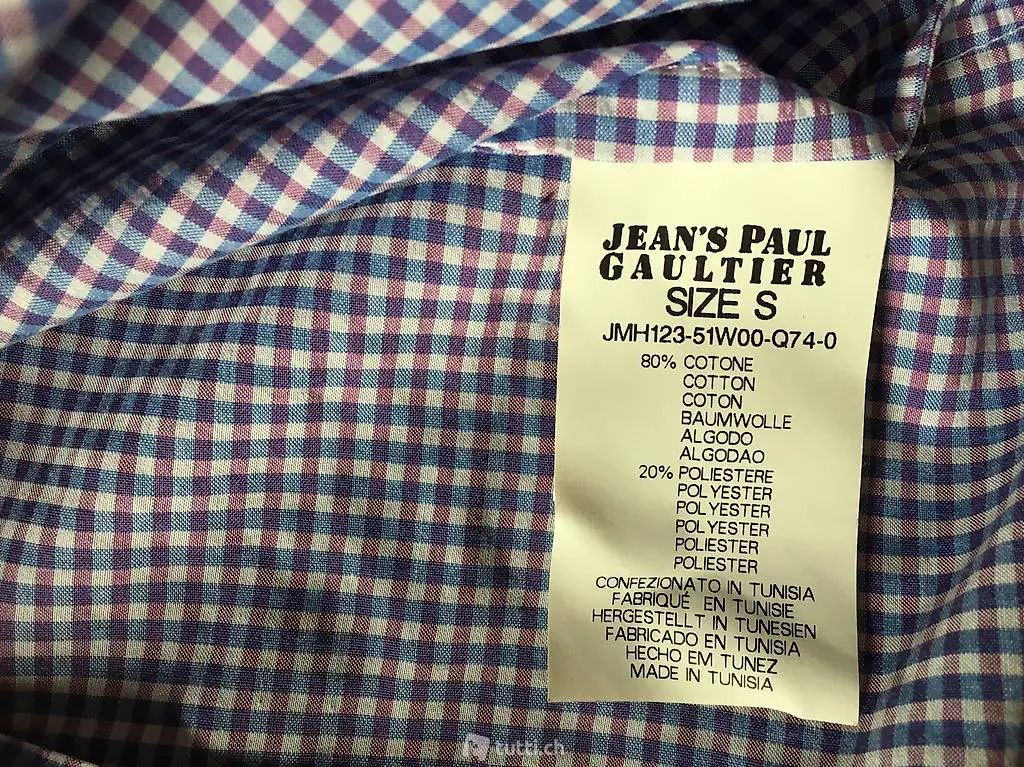 JEAN'S PAUL
GAULTIER
SIZE S
JMH123-51W00-Q74-0
80% COTONE
COTTON
COTON
BAUMWOLLE
ALGODO
ALGODAO
20% POLIESTERE
POLYESTER
POLYESTER
POLYESTER
POLIESTER
POLIESTER
CONFEZIONATO IN TUNISIA
FABRIQUÉ EN TUNISIE
HERGESTELLT IN TUNESIEN
FABRICADO EN TUNISIA
HECHO EM TUNEZ
MADE IN TUNISIA
tutti.ch